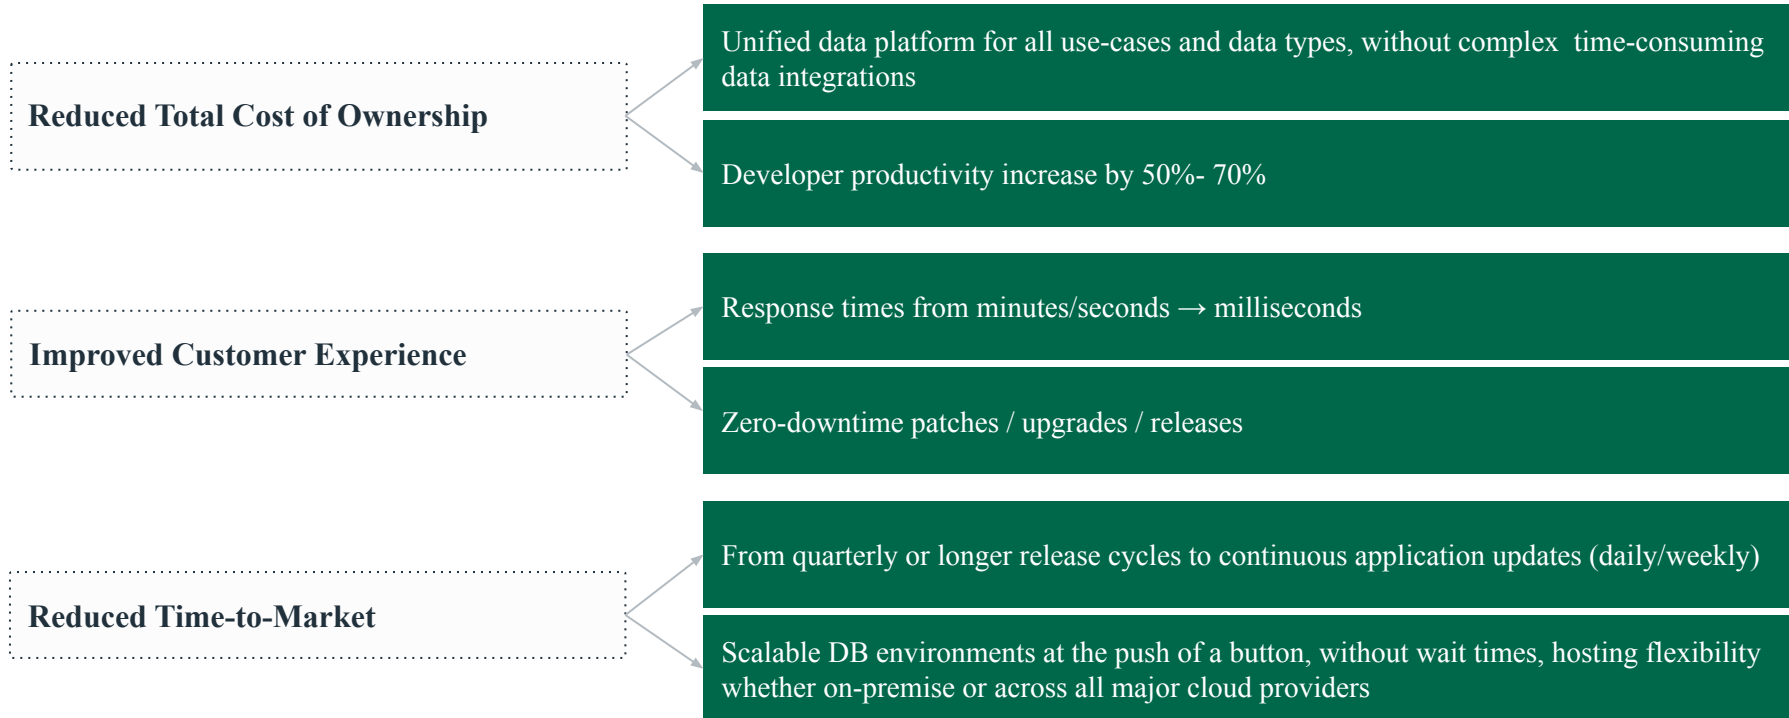 Reduced Total Cost of Ownership
Unified data platform for all use-cases and data types, without complex  time-consuming
data integrations
Developer productivity increase by 50%- 70%
Improved Customer Experience
Response times from minutes/seconds → milliseconds
Zero-downtime patches / upgrades / releases
Reduced Time-to-Market
From quarterly or longer release cycles to continuous application updates (daily/weekly)
Scalable DB environments at the push of a button, without wait times, hosting flexibility
whether on-premise or across all major cloud providers